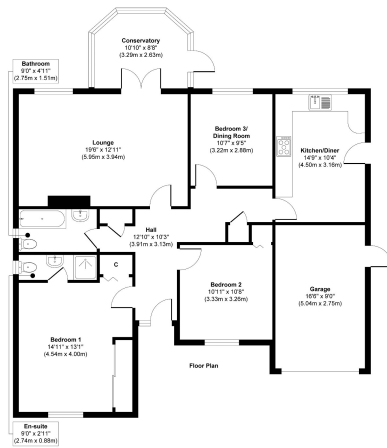 Conservatory
10'10" x 8'8"
(3.29m x 2.63m)
Bathroom
9'0" x 4'11"
(2.75m x 1.51m)
Lounge
19'6" x 12'11"
(5.95m x 3.94m)
Bedroom 3/
Dining Room
10'7" x 9'5"
(3.22m x 2.88m)
Kitchen/Diner
14'9" x 10'4"
(4.50m x 3.16m)
Hall
12'10" x 10'3"
(3.91m x 3.13m)
C
Bedroom 2
10'11" x 10'8"
(3.33m x 3.26m)
Garage
16'6" x 9'0"
(5.04m x 2.75m)
Bedroom 1
14'11" x 13'1"
(4.54m x 4.00m)
Floor Plan
En-suite
9'0" x 2'11"
(2.74m x 0.88m)